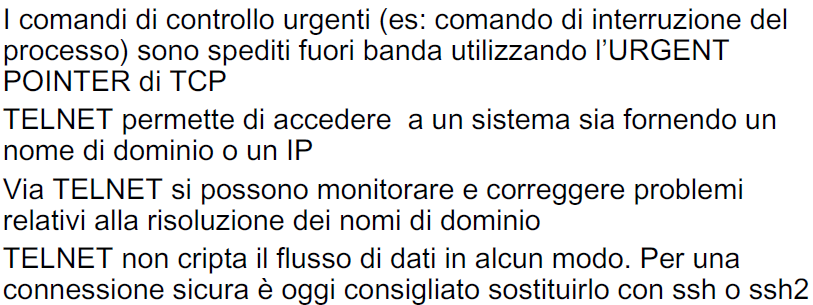 I comandi di controllo urgenti (es: comando di interruzione del
processo) sono spediti fuori banda utilizzando l’URGENT
POINTER di TCP
TELNET permette di accedere  a un sistema sia fornendo un
nome di dominio o un IP
Via TELNET si possono monitorare e correggere problemi
relativi alla risoluzione dei nomi di dominio
TELNET non cripta il flusso di dati in alcun modo. Per una
connessione sicura è oggi consigliato sostituirlo con ssh o ssh2